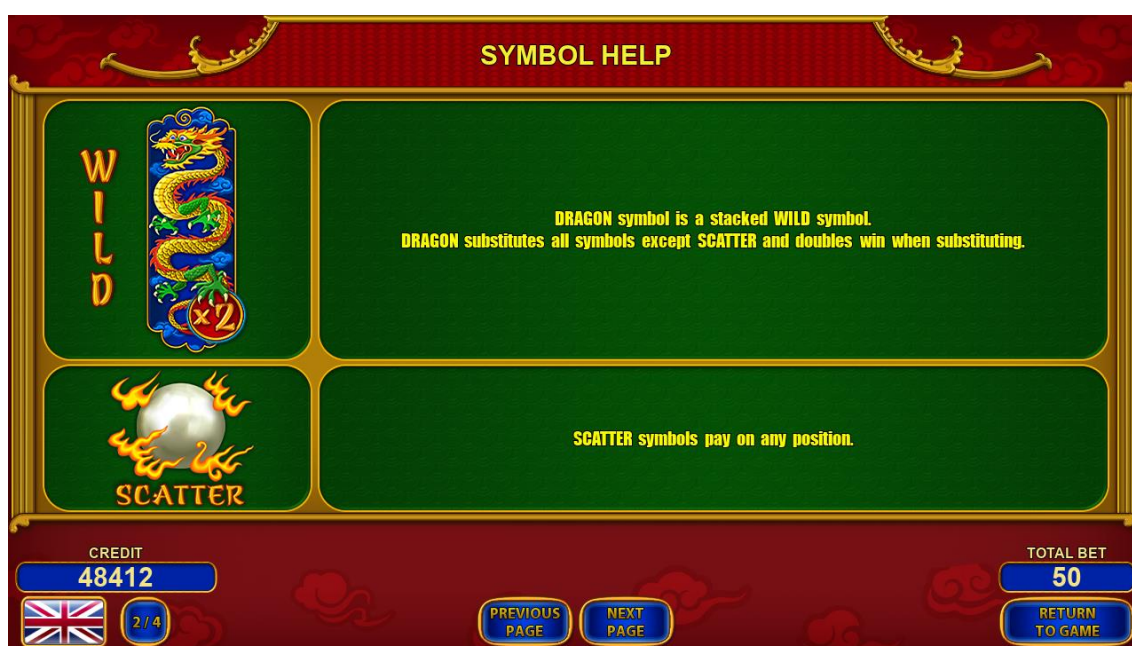 SYMBOL HELP
WILD
x2
DRAGON symbol is a stacked WILD symbol.
DRAGON substitutes all symbols except SCATTER and doubles win when substituting.
SCATTER
SCATTER symbols pay on any position.
CREDIT
48412
2/4
PREVIOUS
PAGE
NEXT
PAGE
TOTAL BET
50
RETURN
TO GAME